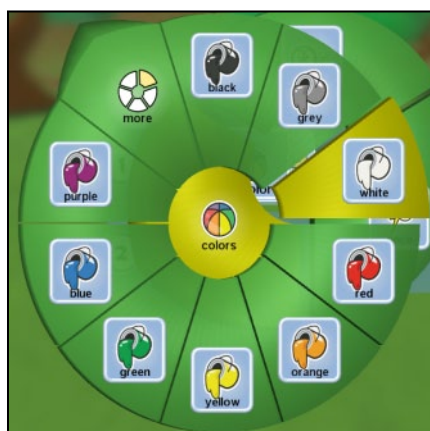 black
grey
more
white
purple
colors
blue
red
green
orange
yellow